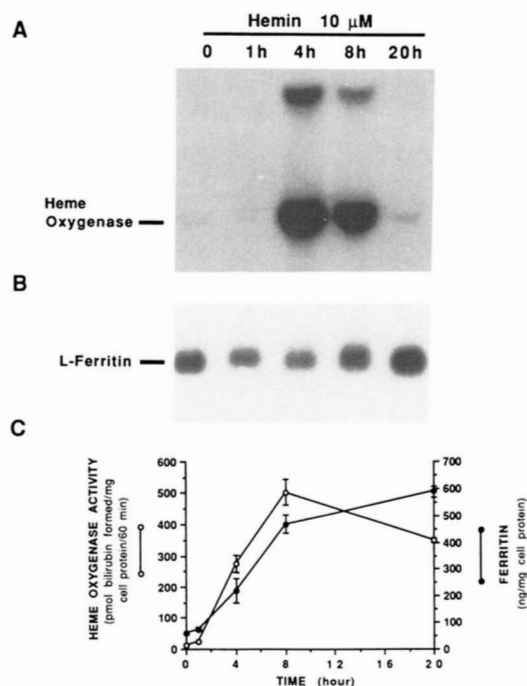 A
Hemin 10 µM
0 1h 4h 8h 20h
Heme
Oxygenase
B
L-Ferritin
C
HEME OXYGENASE ACTIVITY
(pmol bilirubin formed/mg
cell protein/60 min)
600
500
400
300
200
100
0
700
600
500
400
300
200
100
0
FERRITIN
(ng/mg cell protein)
0 4 8 12 16 20
TIME (hour)